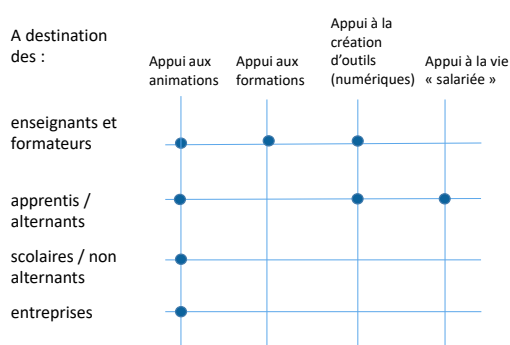 A destination
des :
Appui aux
animations
Appui aux
formations
Appui à la
création
d'outils
(numériques)
Appui à la vie
« salariée »
enseignants et
formateurs
apprentis /
alternants
scolaires / non
alternants
entreprises